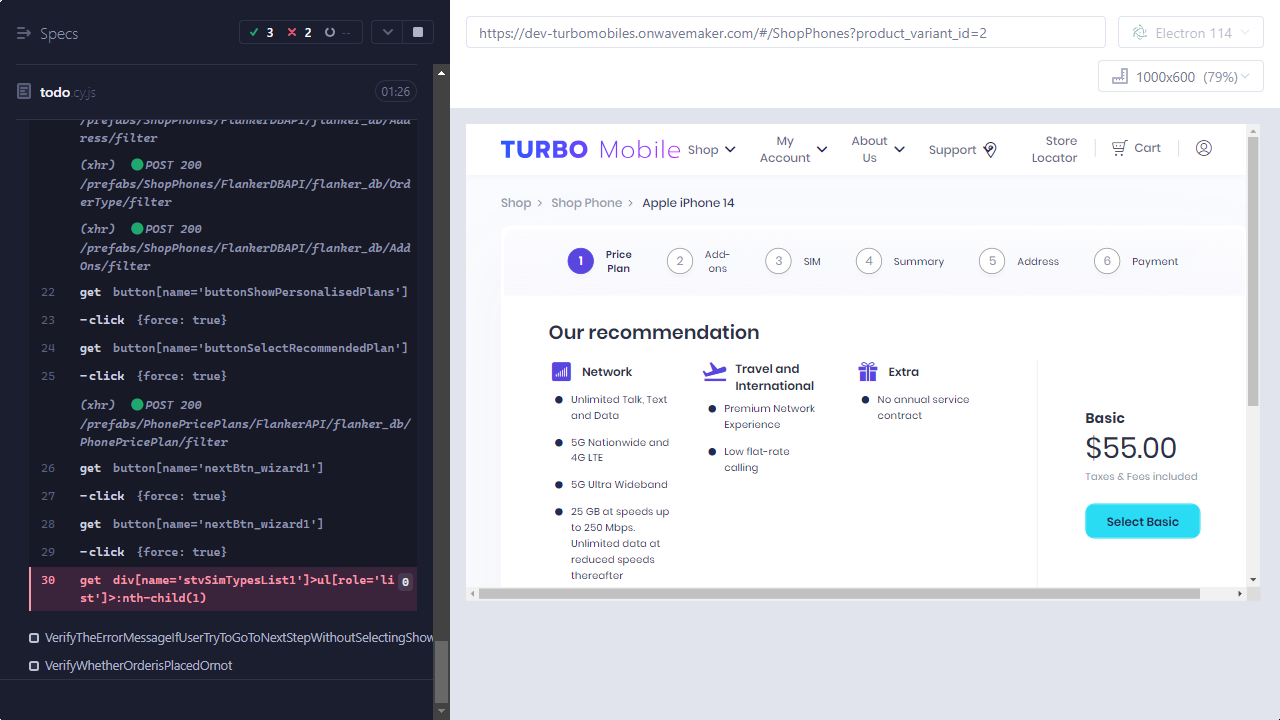 Specs
3
2
--
todo.cy.js
01:26
/prefabs/ShopPhones/FlankerDBAPI/flanker_db/Add
ress/filter
(xhr) POST 200
/prefabs/ShopPhones/FlankerDBAPI/flanker_db/Ord
erType/filter
(xhr) POST 200
/prefabs/ShopPhones/FlankerDBAPI/flanker_db/Add
Ons/filter
22 get button[name='buttonShowPersonalisedPlans']
23 -click {force: true}
24 get button[name='buttonSelectRecommendedPlan']
25 -click {force: true}
(xhr) POST 200
/prefabs/PhonePricePlans/FlankerAPI/flanker_db/
PhonePricePlan/filter
26 get button[name='nextBtn_wizard1']
27 -click {force: true}
28 get button[name='nextBtn_wizard1']
29 -click {force: true}
30 get div[name='stvSimTypesList1']>ul[role='li
st']>:nth-child(1)
0
VerifyTheErrorMessageIfUserTryToGoToNextStepWithoutSelectingShow
VerifyWhetherOrderisPlacedOrnot
https://dev-turbomobiles.onwavemaker.com/#/ShopPhones?product_variant_id=2
Electron 114
1000x600 (79%)
TURBO Mobile
Shop
My
Account
About
Us
Support
Store
Locator
Cart
Shop > Shop Phone > Apple iPhone 14
1 Price
Plan
2 Add-
ons
3 SIM
4 Summary
5 Address
6 Payment
Our recommendation
Network
Unlimited Talk, Text
and Data
5G Nationwide and
4G LTE
5G Ultra Wideband
25 GB at speeds up
to 250 Mbps.
Unlimited data at
reduced speeds
thereafter
Travel and
International
Premium Network
Experience
Low flat-rate
calling
Extra
No annual service
contract
Basic
$55.00
Taxes & Fees included
Select Basic